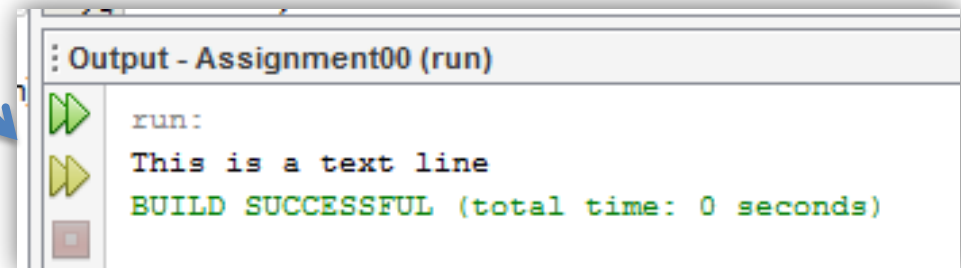 Output - Assignment00 (run)
run:
This is a text line
BUILD SUCCESSFUL (total time: 0 seconds)